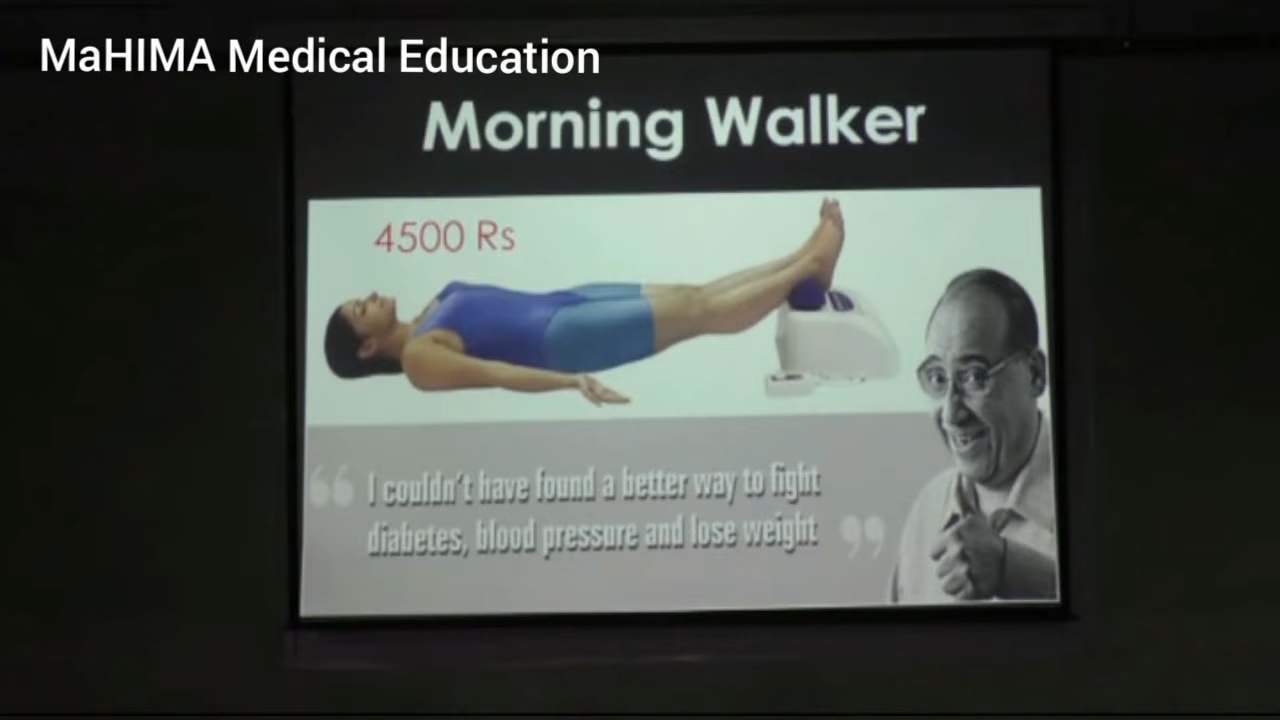 MaHIMA Medical Education
Morning Walker
4500 Rs
“ I couldn't have found a better way to fight
diabetes, blood pressure and lose weight ”